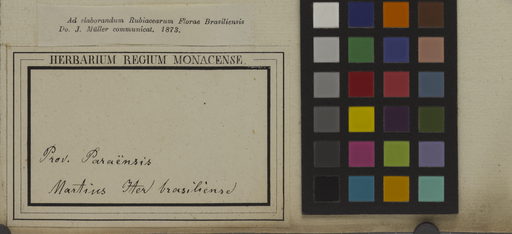 Ad elaborandum Rubiacearum Florae Brasiliensis
Do. J. Müller communicat, 1873.
HERBARIUM REGIUM MONACENSE.
Prov. Paraënsis
Martius Iter brasiliense